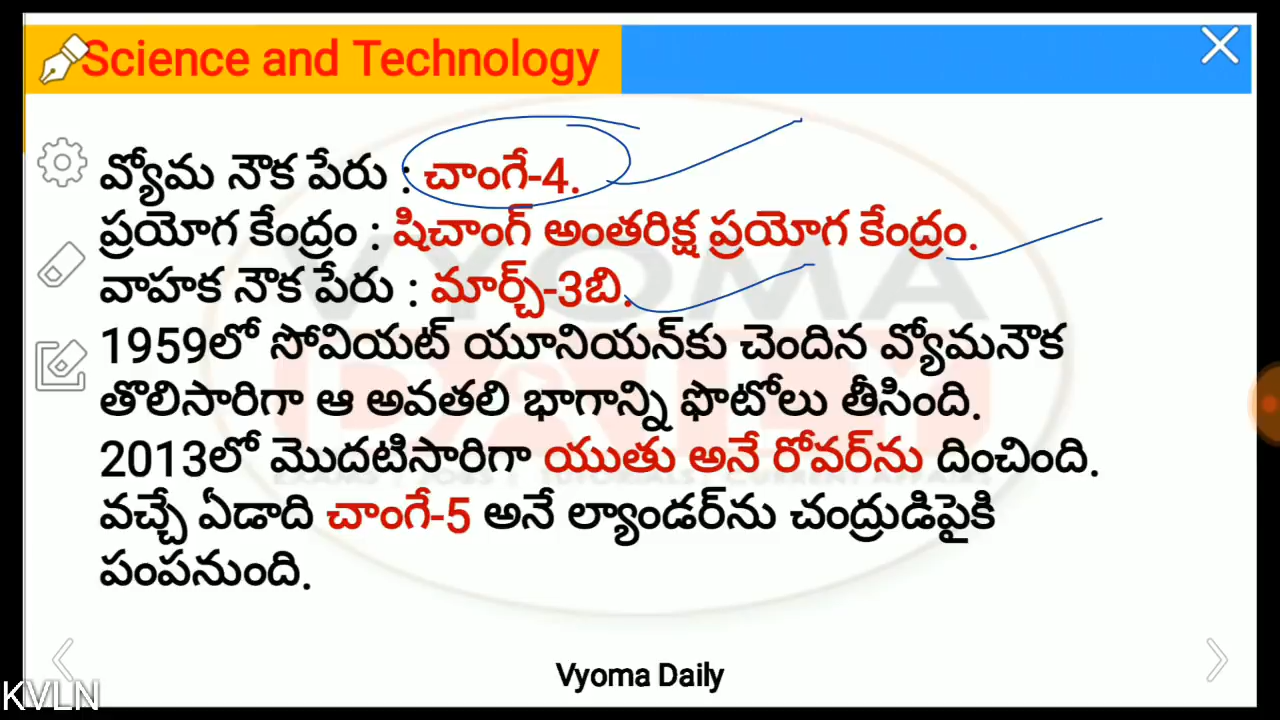 Science and Technology
వ్యోమ నౌక పేరు : చాంగే-4.
ప్రయోగ కేంద్రం : షిచాంగ్ అంతరిక్ష ప్రయోగ కేంద్రం.
వాహక నౌక పేరు : మార్చ్-3బి.
1959లో సోవియట్ యూనియన్‌కు చెందిన వ్యోమనౌక
తొలిసారిగా ఆ అవతలి భాగాన్ని ఫొటోలు తీసింది.
2013లో మొదటిసారిగా యుతు అనే రోవర్‌ను దించింది.
వచ్చే ఏడాది చాంగే-5 అనే ల్యాండర్‌ను చంద్రుడిపైకి
పంపనుంది.
Vyoma Daily
KVLN